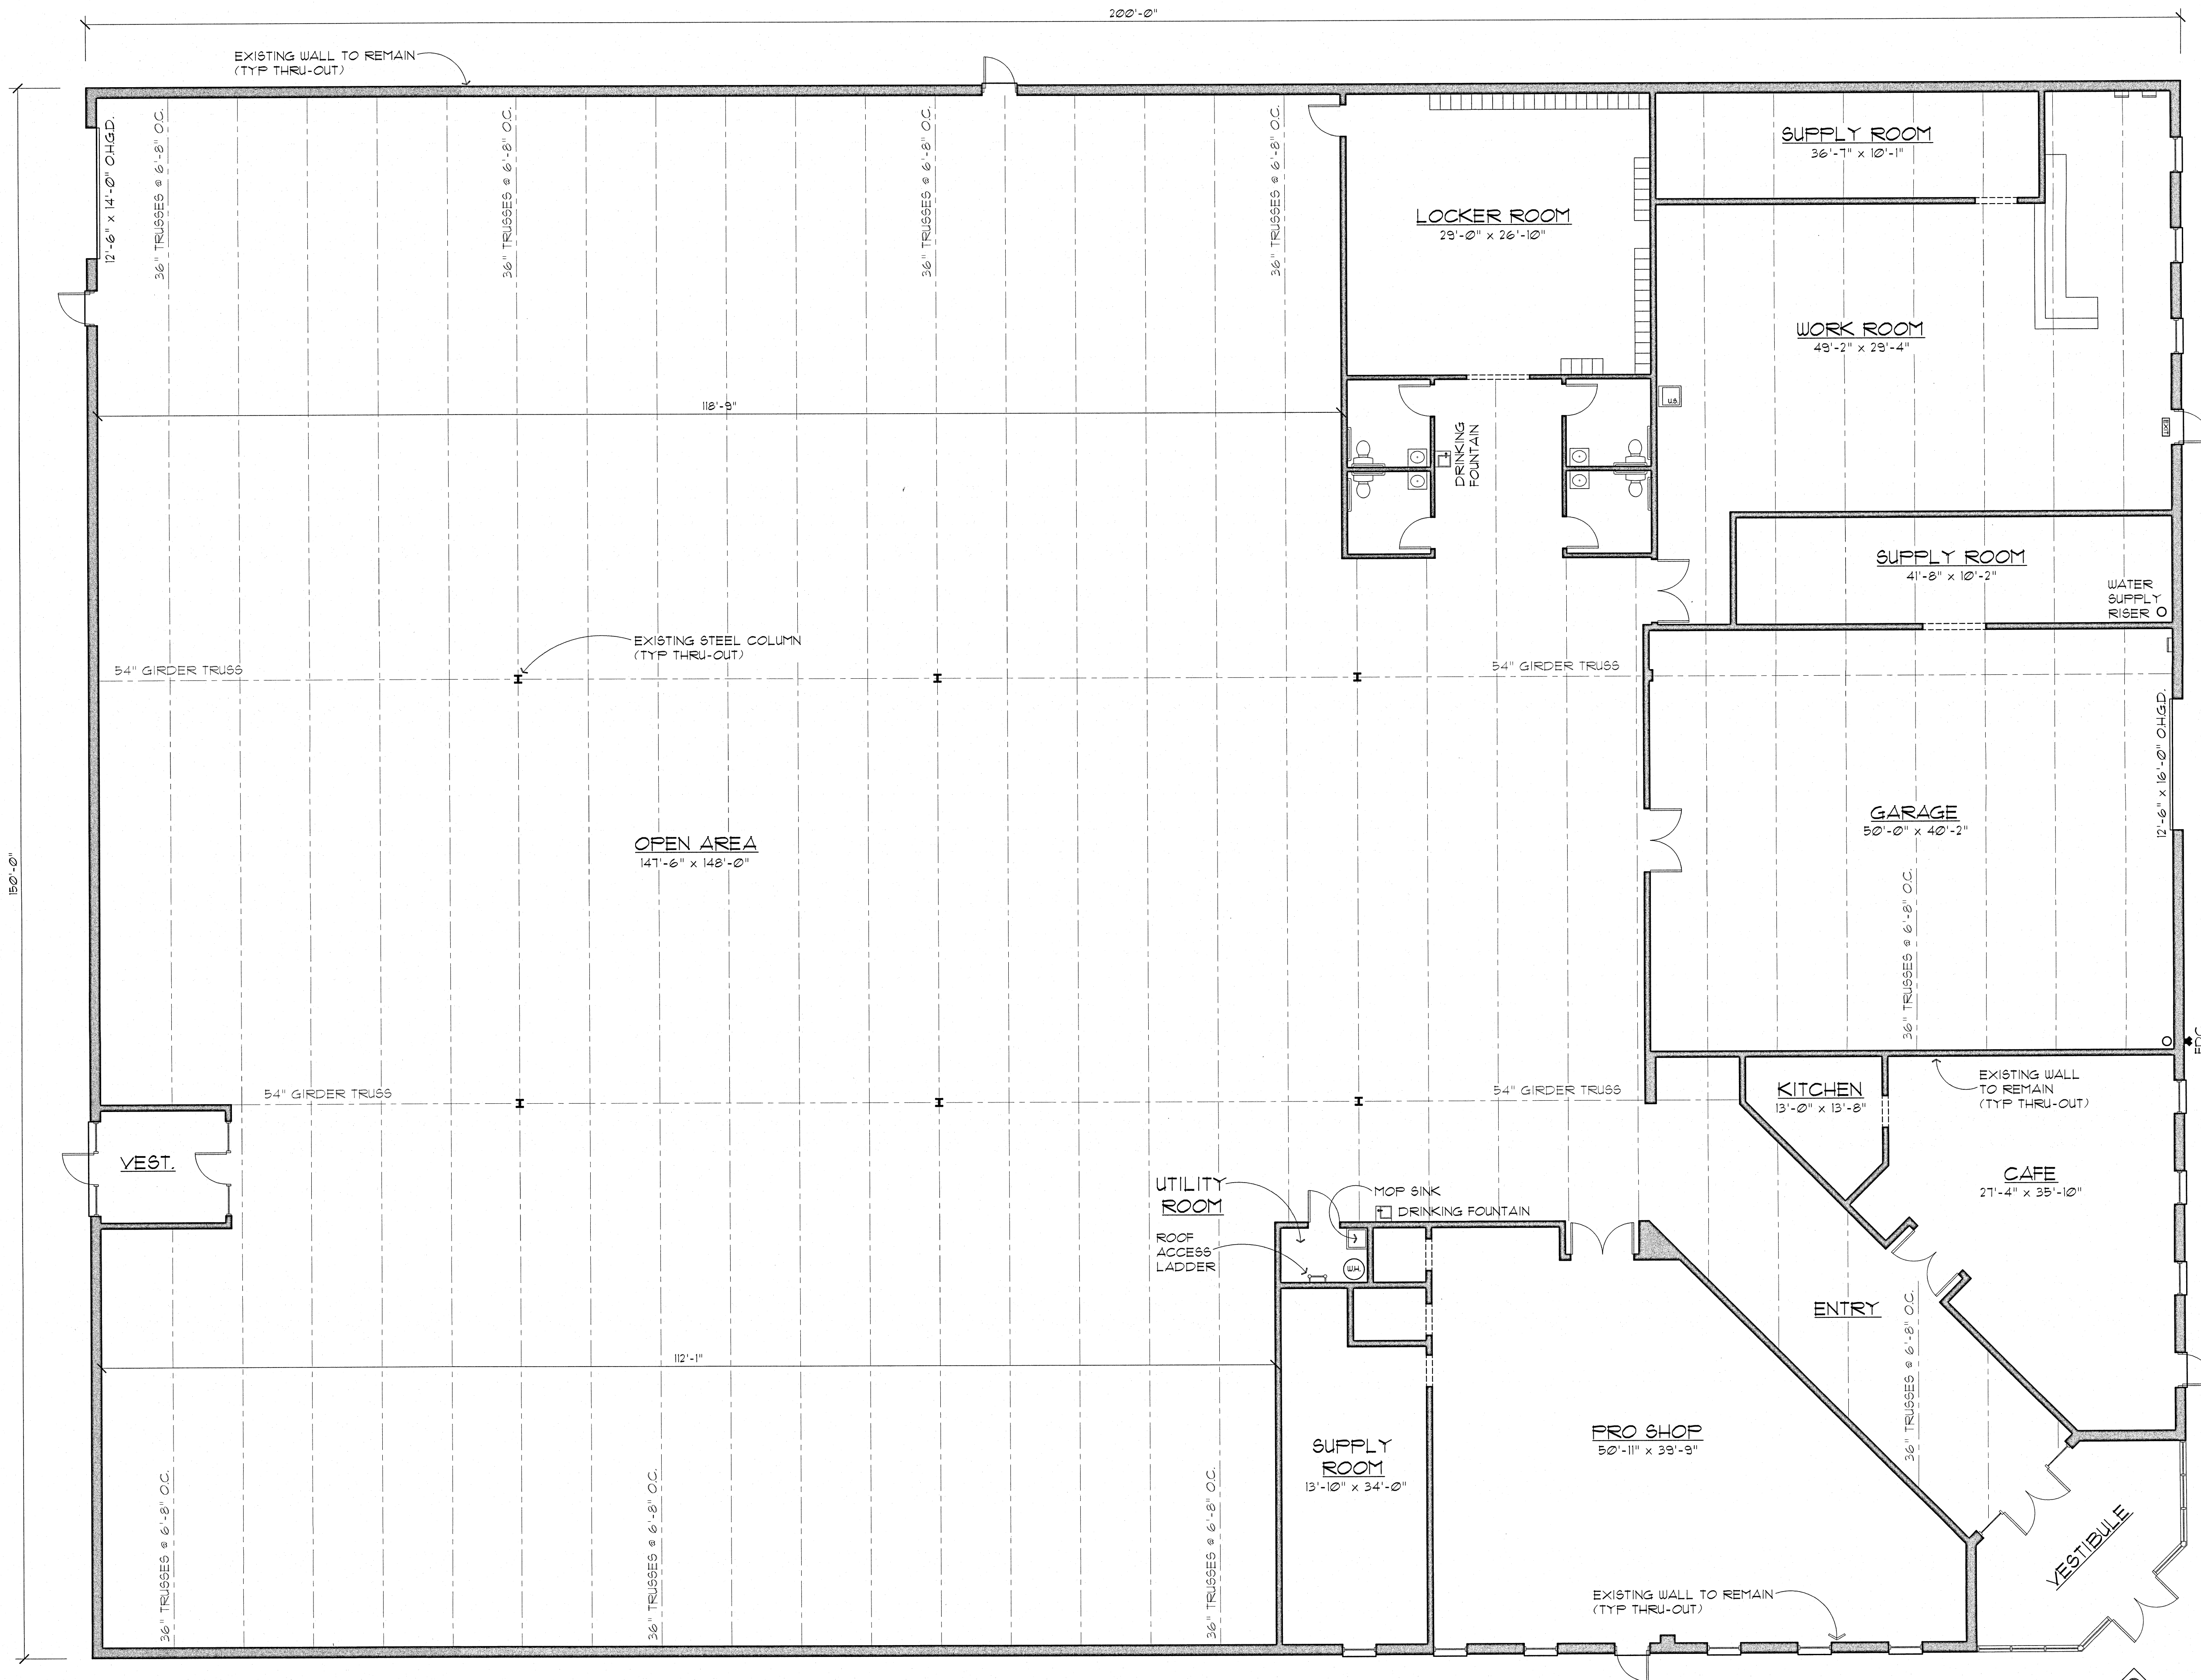 200'-0"
EXISTING WALL TO REMAIN
(TYP THRU-OUT)
12'-6" x 14'-0" O.H.G.D.
36" TRUSSES @ 6'-8" O.C.
36" TRUSSES @ 6'-8" O.C.
36" TRUSSES @ 6'-8" O.C.
36" TRUSSES @ 6'-8" O.C.
SUPPLY ROOM
36'-7" x 10'-1"
LOCKER ROOM
29'-0" x 26'-10"
WORK ROOM
49'-2" x 29'-4"
118'-9"
U.B.
EXIT
DRINKING
FOUNTAIN
SUPPLY ROOM
41'-8" x 10'-2"
WATER
SUPPLY
RISER
EXISTING STEEL COLUMN
(TYP THRU-OUT)
54" GIRDER TRUSS
54" GIRDER TRUSS
12'-6" x 16'-0" O.H.G.D.
GARAGE
50'-0" x 40'-2"
OPEN AREA
147'-6" x 148'-0"
150'-0"
36" TRUSSES @ 6'-8" O.C.
FDC
54" GIRDER TRUSS
54" GIRDER TRUSS
KITCHEN
13'-0" x 13'-8"
EXISTING WALL
TO REMAIN
(TYP THRU-OUT)
VEST.
CAFE
27'-4" x 35'-10"
UTILITY
ROOM
MOP SINK
DRINKING FOUNTAIN
ROOF
ACCESS
LADDER
W.H.
ENTRY
36" TRUSSES @ 6'-8" O.C.
112'-1"
PRO SHOP
50'-11" x 39'-9"
SUPPLY
ROOM
13'-10" x 34'-0"
36" TRUSSES @ 6'-8" O.C.
36" TRUSSES @ 6'-8" O.C.
36" TRUSSES @ 6'-8" O.C.
VESTIBULE
EXISTING WALL TO REMAIN
(TYP THRU-OUT)